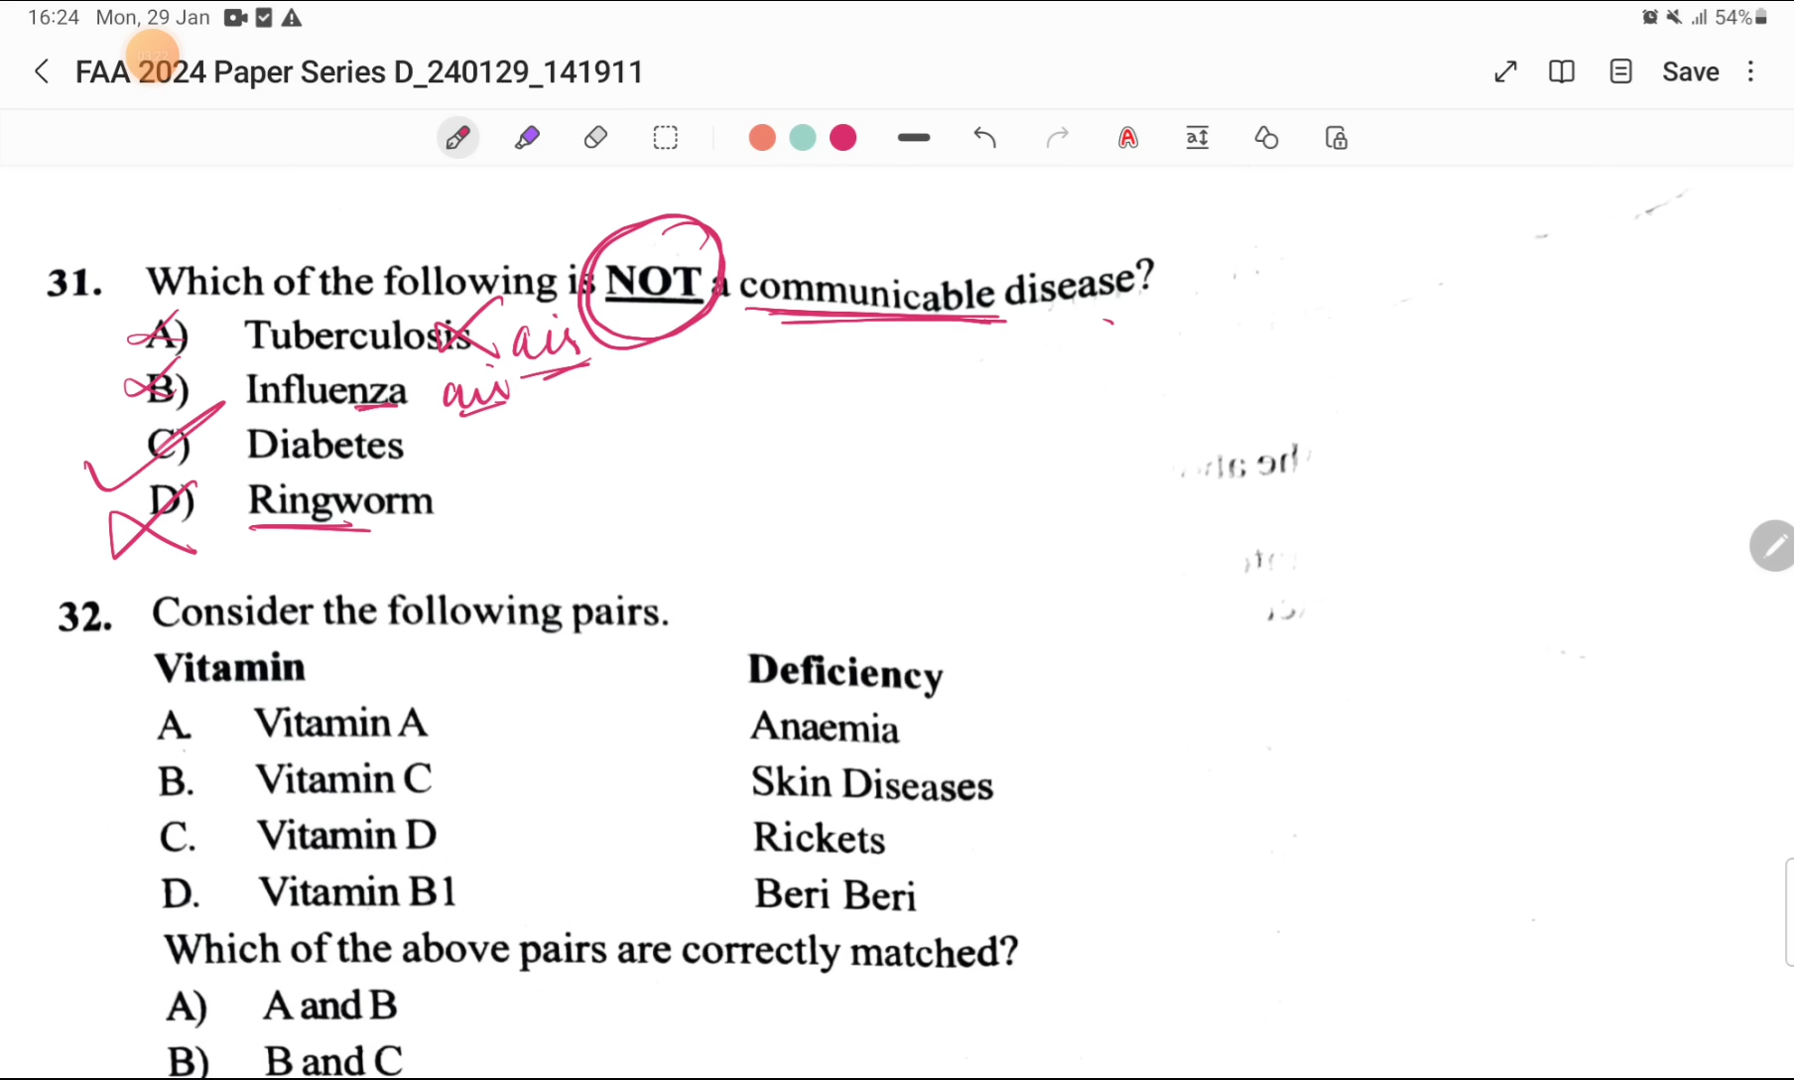 16:24 Mon, 29 Jan 54%
FAA 2024 Paper Series D_240129_141911 Save
31. Which of the following is NOT a communicable disease?
A) Tuberculosis air
B) Influenza air
C) Diabetes
D) Ringworm
32. Consider the following pairs.
Vitamin Deficiency
A. Vitamin A Anaemia
B. Vitamin C Skin Diseases
C. Vitamin D Rickets
D. Vitamin B1 Beri Beri
Which of the above pairs are correctly matched?
A) A and B
B) B and C